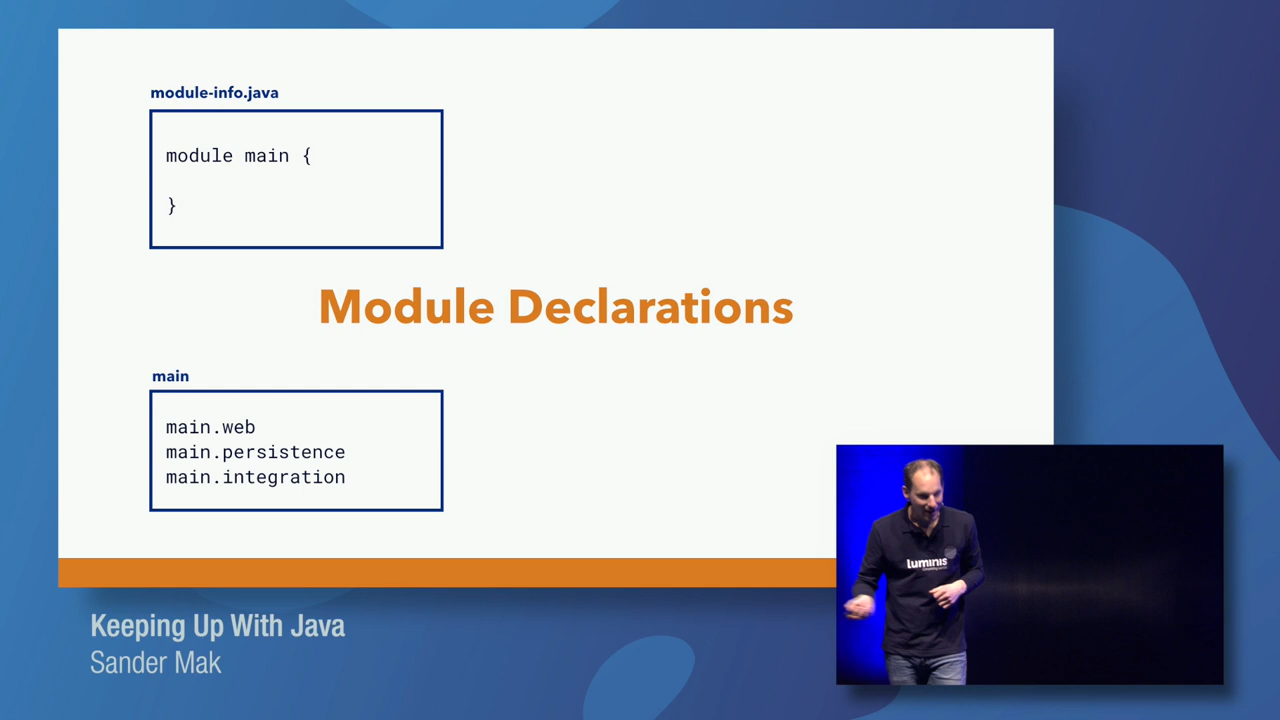 module-info.java
module main {
}
Module Declarations
main
main.web
main.persistence
main.integration
luminis
Keeping Up With Java
Sander Mak